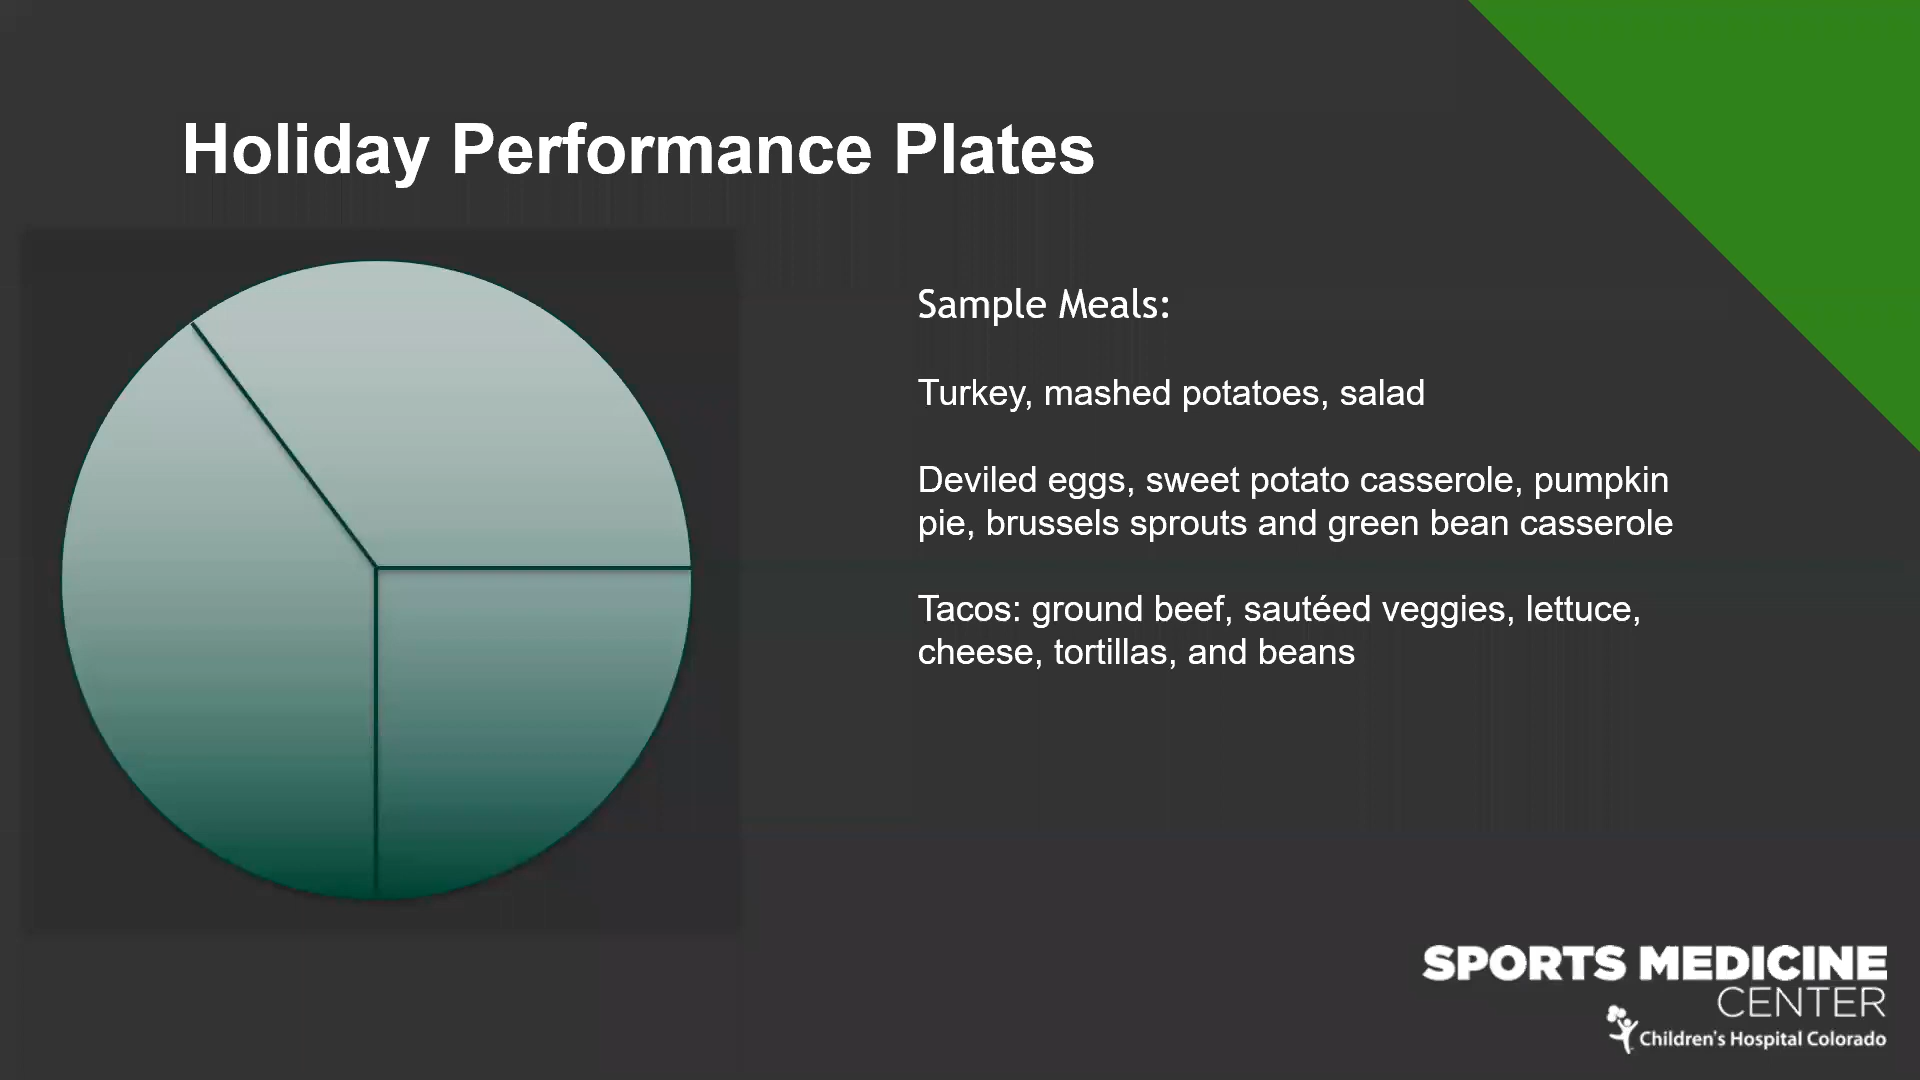 Holiday Performance Plates
Sample Meals:
Turkey, mashed potatoes, salad
Deviled eggs, sweet potato casserole, pumpkin
pie, brussels sprouts and green bean casserole
Tacos: ground beef, sautéed veggies, lettuce,
cheese, tortillas, and beans
SPORTS MEDICINE
CENTER
Children's Hospital Colorado